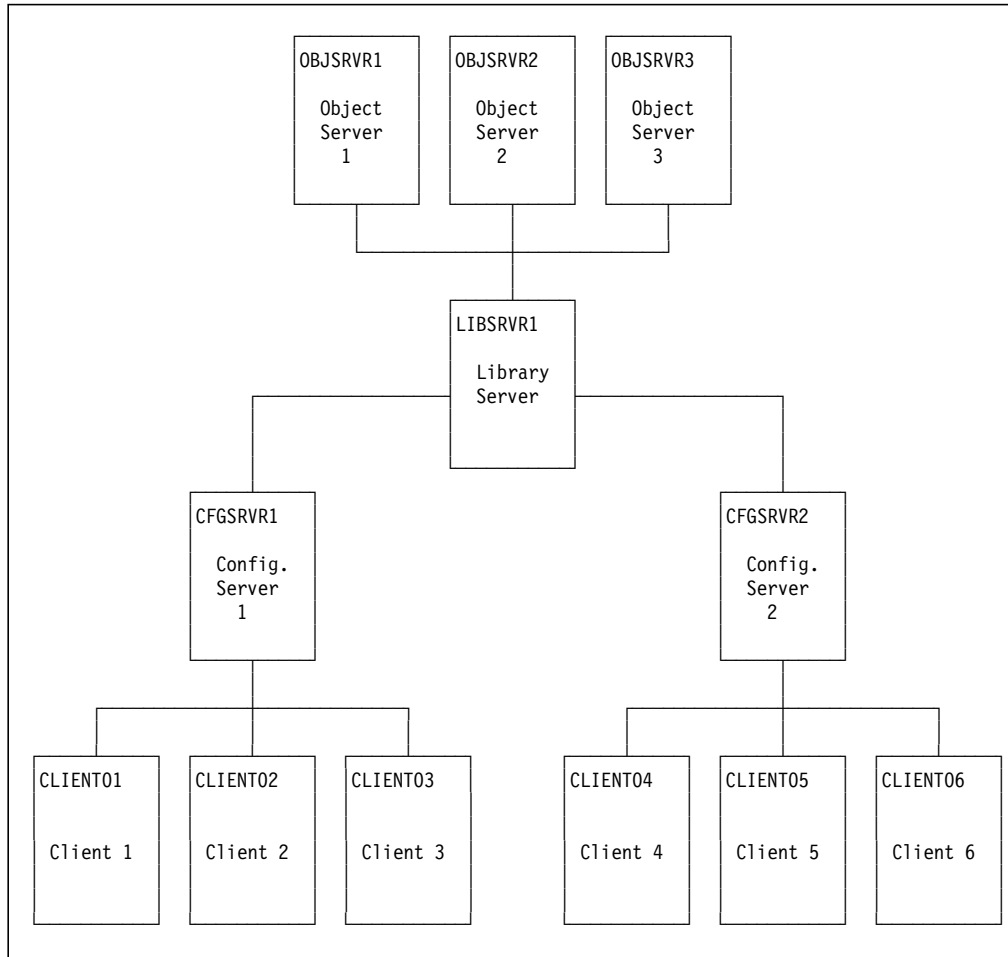 OBJSRVR1
Object
Server
1
OBJSRVR2
Object
Server
2
OBJSRVR3
Object
Server
3
LIBSRVR1
Library
Server
CFGSRVR1
Config.
Server
1
CFGSRVR2
Config.
Server
2
CLIENT01
Client 1
CLIENT02
Client 2
CLIENT03
Client 3
CLIENT04
Client 4
CLIENT05
Client 5
CLIENT06
Client 6